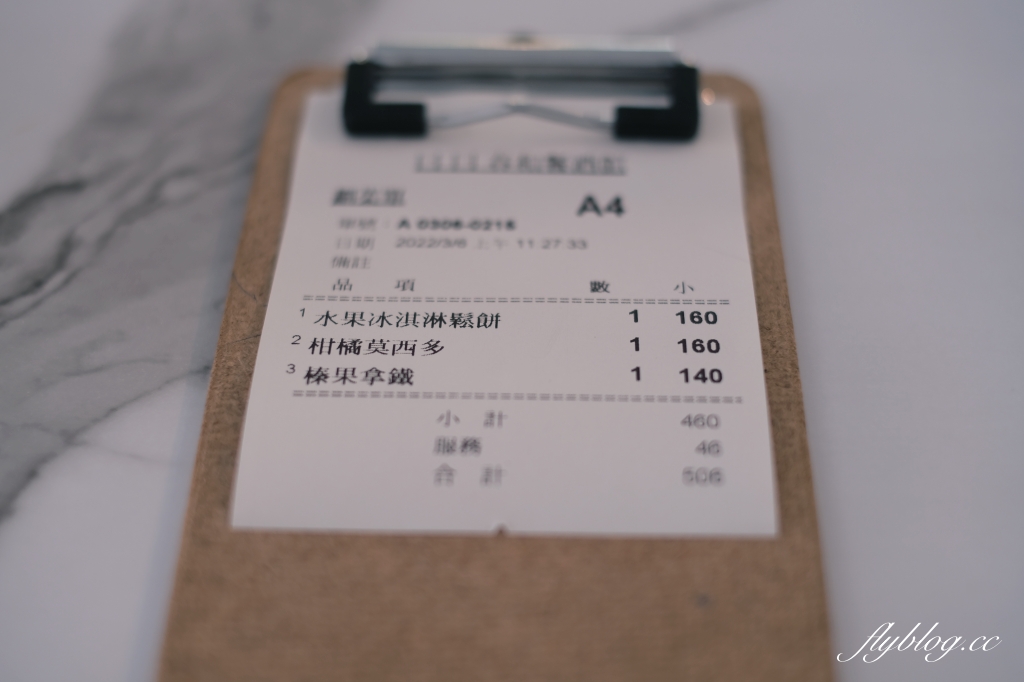 A4
單號：A 0306-0218
日期 2022/3/6 上午 11:27:33
備註
品 項 數 小
1 水果冰淇淋鬆餅 1 160
2 柑橘莫西多 1 160
3 榛果拿鐵 1 140
小 計 460
服務 46
合 計 506
flyblog.cc